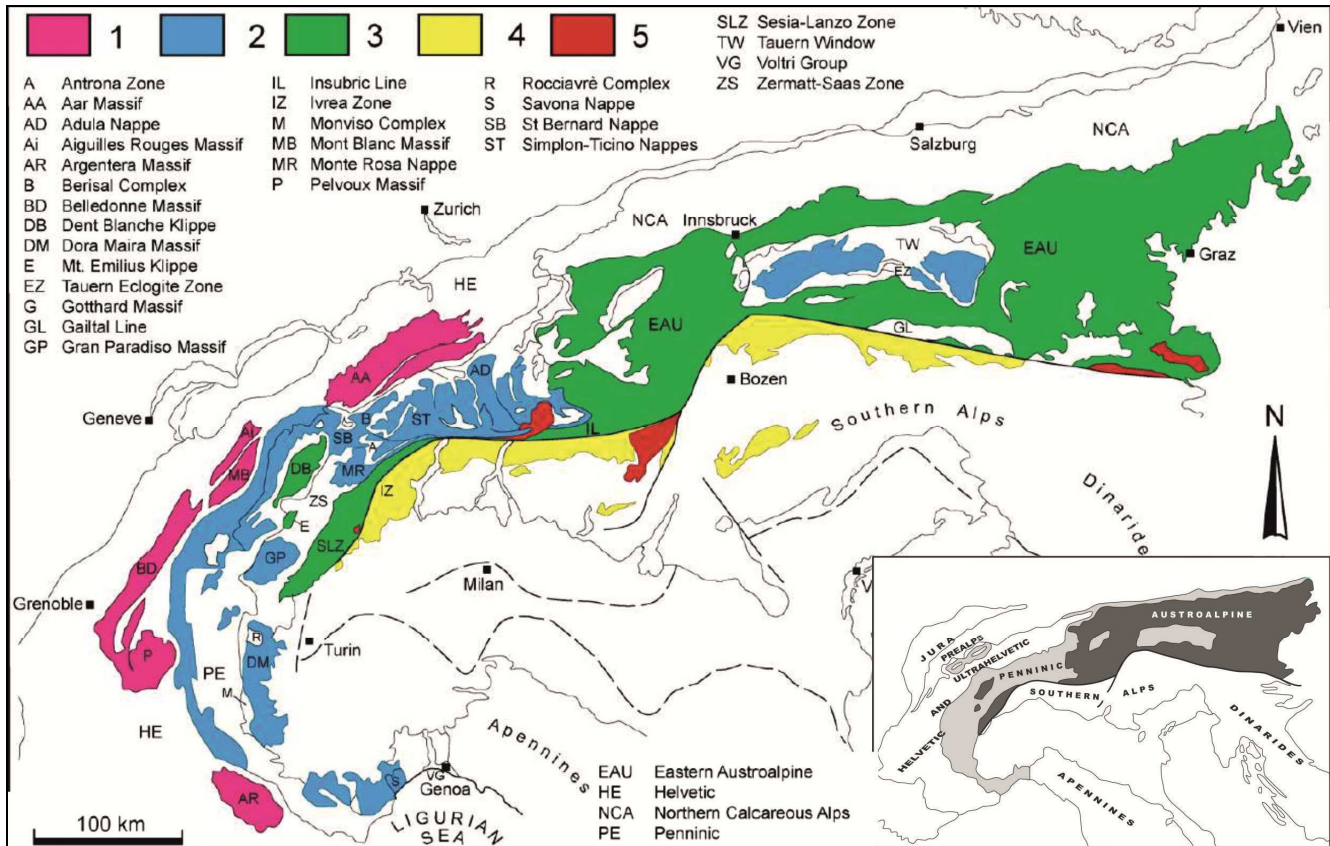 1
2
3
4
5
A Antrona Zone
AA Aar Massif
AD Adula Nappe
Ai Aiguilles Rouges Massif
AR Argentera Massif
B Berisal Complex
BD Belledonne Massif
DB Dent Blanche Klippe
DM Dora Maira Massif
E Mt. Emilius Klippe
EZ Tauern Eclogite Zone
G Gotthard Massif
GL Gailtal Line
GP Gran Paradiso Massif
IL Insubric Line
IZ Ivrea Zone
M Monviso Complex
MB Mont Blanc Massif
MR Monte Rosa Nappe
P Pelvoux Massif
R Rocciavrè Complex
S Savona Nappe
SB St Bernard Nappe
ST Simplon-Ticino Nappes
SLZ Sesia-Lanzo Zone
TW Tauern Window
VG Voltri Group
ZS Zermatt-Saas Zone
Vien
Salzburg
NCA
Zurich
NCA
Innsbruck
TW
EAU
Graz
EZ
HE
EAU
GL
AA
AD
Bozen
Geneve
B
ST
SB
A
IL
Southern Alps
N
Ai
MB
DB
MR
IZ
ZS
E
SLZ
GP
BD
Milan
Dinaride
V
Grenoble
R
Turin
P
PE
DM
M
HE
Apennines
AR
S
VG
Genoa
LIGURIAN
SEA
100 km
EAU Eastern Austroalpine
HE Helvetic
NCA Northern Calcareous Alps
PE Penninic
JURA
PREALPS
ULTRAHELVETIC
AND
HELVETIC
PENNINIC
AUSTROALPINE
SOUTHERN ALPS
DINARIDES
APENNINES